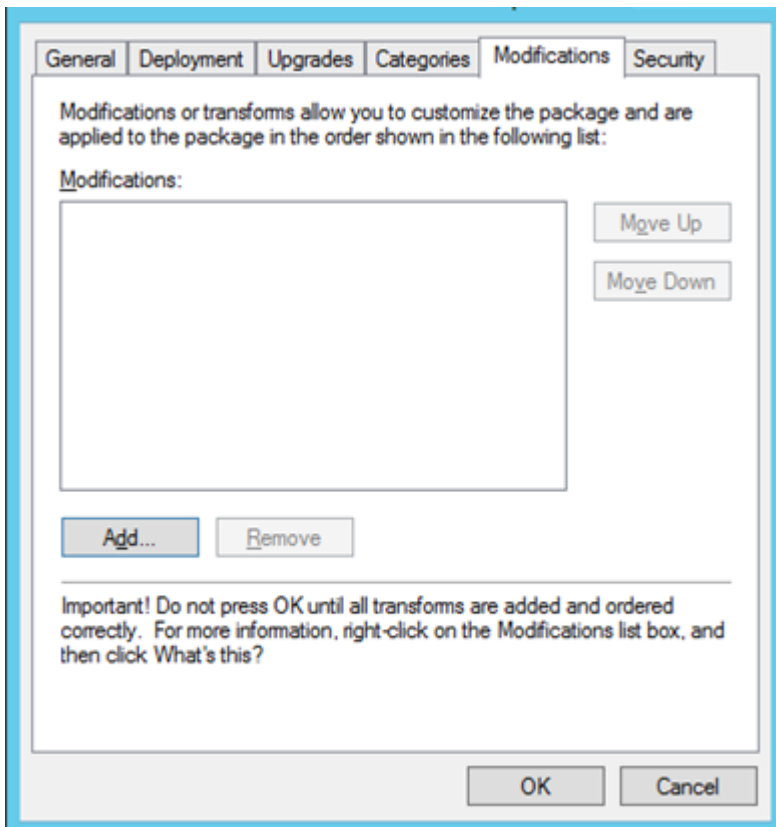 General Deployment Upgrades Categories Modifications Security
Modifications or transforms allow you to customize the package and are
applied to the package in the order shown in the following list:
Modifications:
Move Up
Move Down
Add... Remove
Important! Do not press OK until all transforms are added and ordered
correctly. For more information, right-click on the Modifications list box, and
then click What's this?
OK Cancel